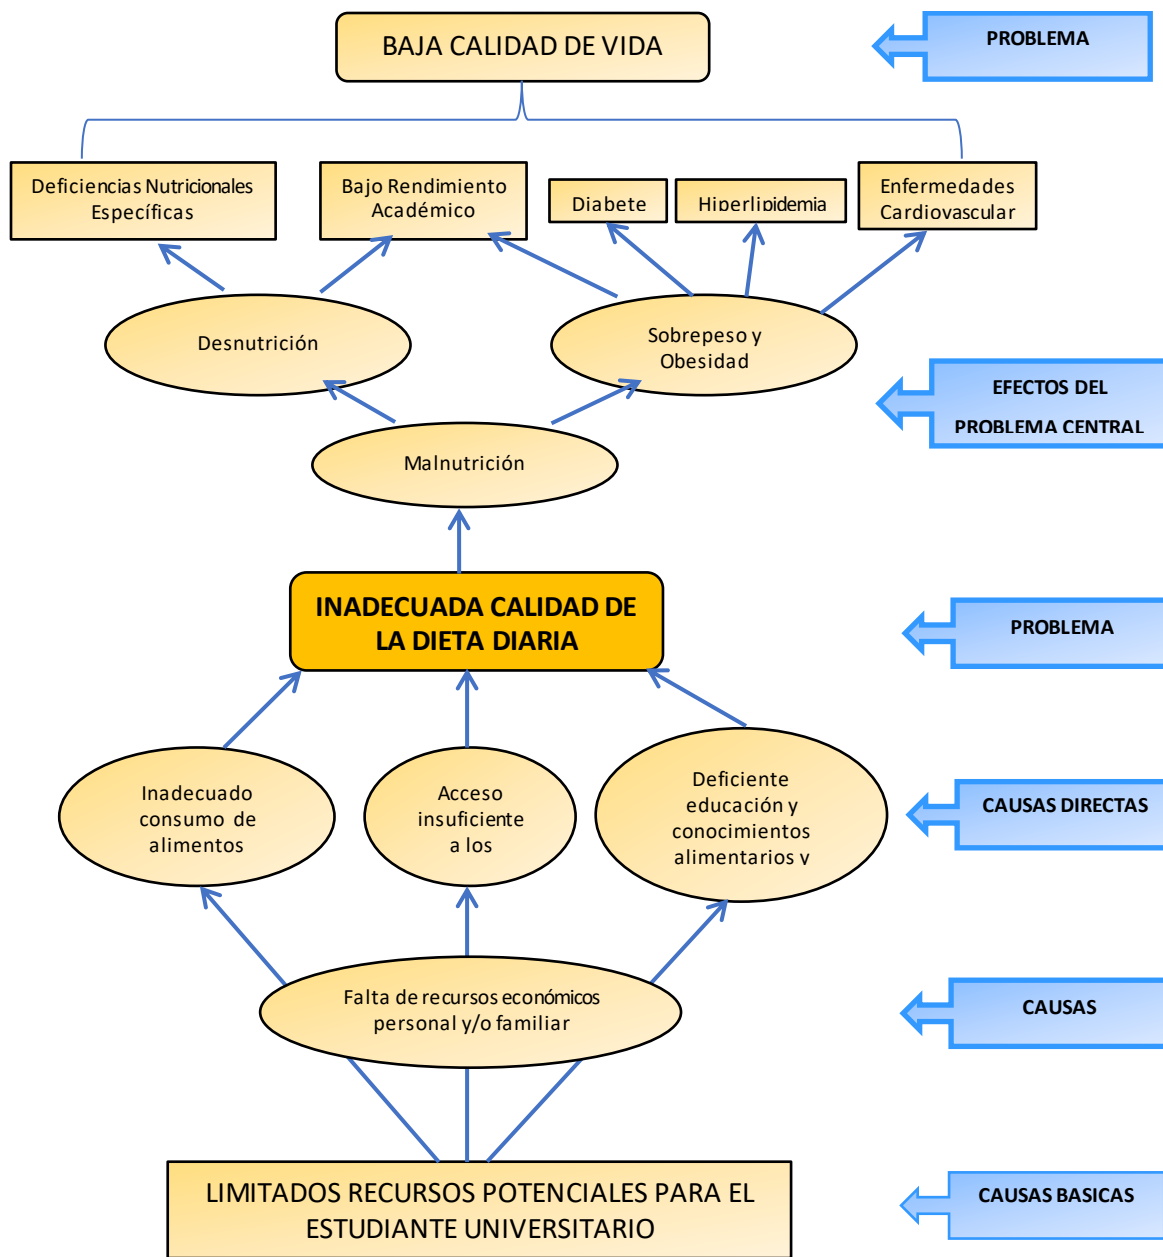 BAJA CALIDAD DE VIDA
PROBLEMA
Deficiencias Nutricionales
Específicas
Bajo Rendimiento
Académico
Diabete
Hiperlipidemia
Enfermedades
Cardiovascular
Desnutrición
Sobrepeso y
Obesidad
EFECTOS DEL
PROBLEMA CENTRAL
Malnutrición
INADECUADA CALIDAD DE
LA DIETA DIARIA
PROBLEMA
Inadecuado
consumo de
alimentos
Acceso
insuficiente
a los
Deficiente
educación y
conocimientos
alimentarios y
CAUSAS DIRECTAS
Falta de recursos económicos
personal y/o familiar
CAUSAS
LIMITADOS RECURSOS POTENCIALES PARA EL
ESTUDIANTE UNIVERSITARIO
CAUSAS BASICAS